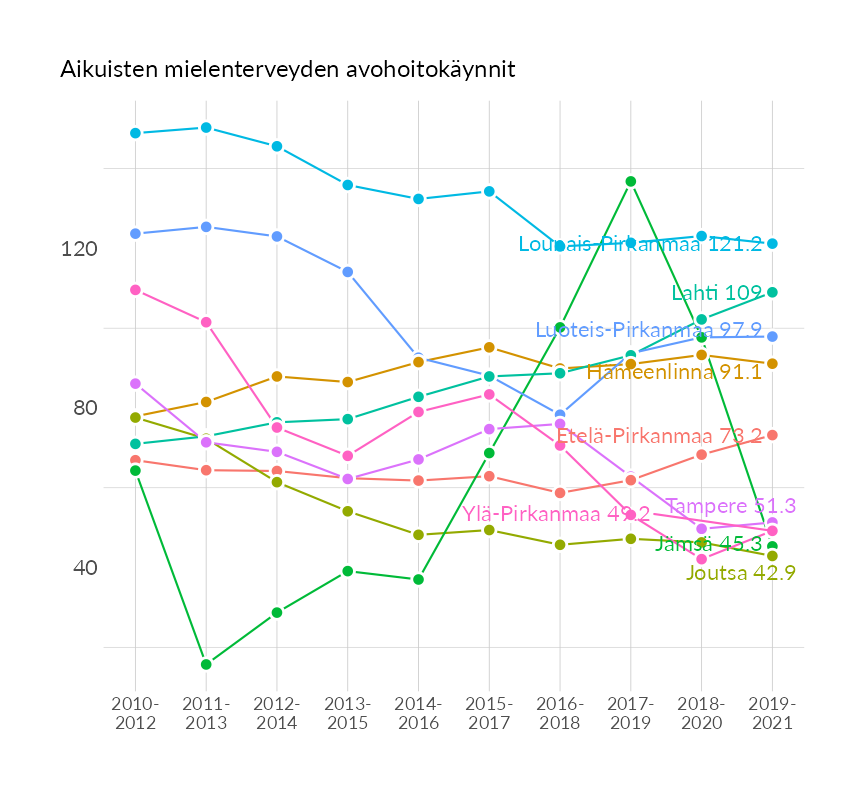 Aikuisten mielenterveyden avohoitokäynnit
120
80
40
Lounais-Pirkanmaa 121.2
Lahti 109
Luoteis-Pirkanmaa 97.9
Hämeenlinna 91.1
Etelä-Pirkanmaa 73.2
Tampere 51.3
Ylä-Pirkanmaa 49.2
Jämsä 45.3
Joutsa 42.9
2010-
2012
2011-
2013
2012-
2014
2013-
2015
2014-
2016
2015-
2017
2016-
2018
2017-
2019
2018-
2020
2019-
2021